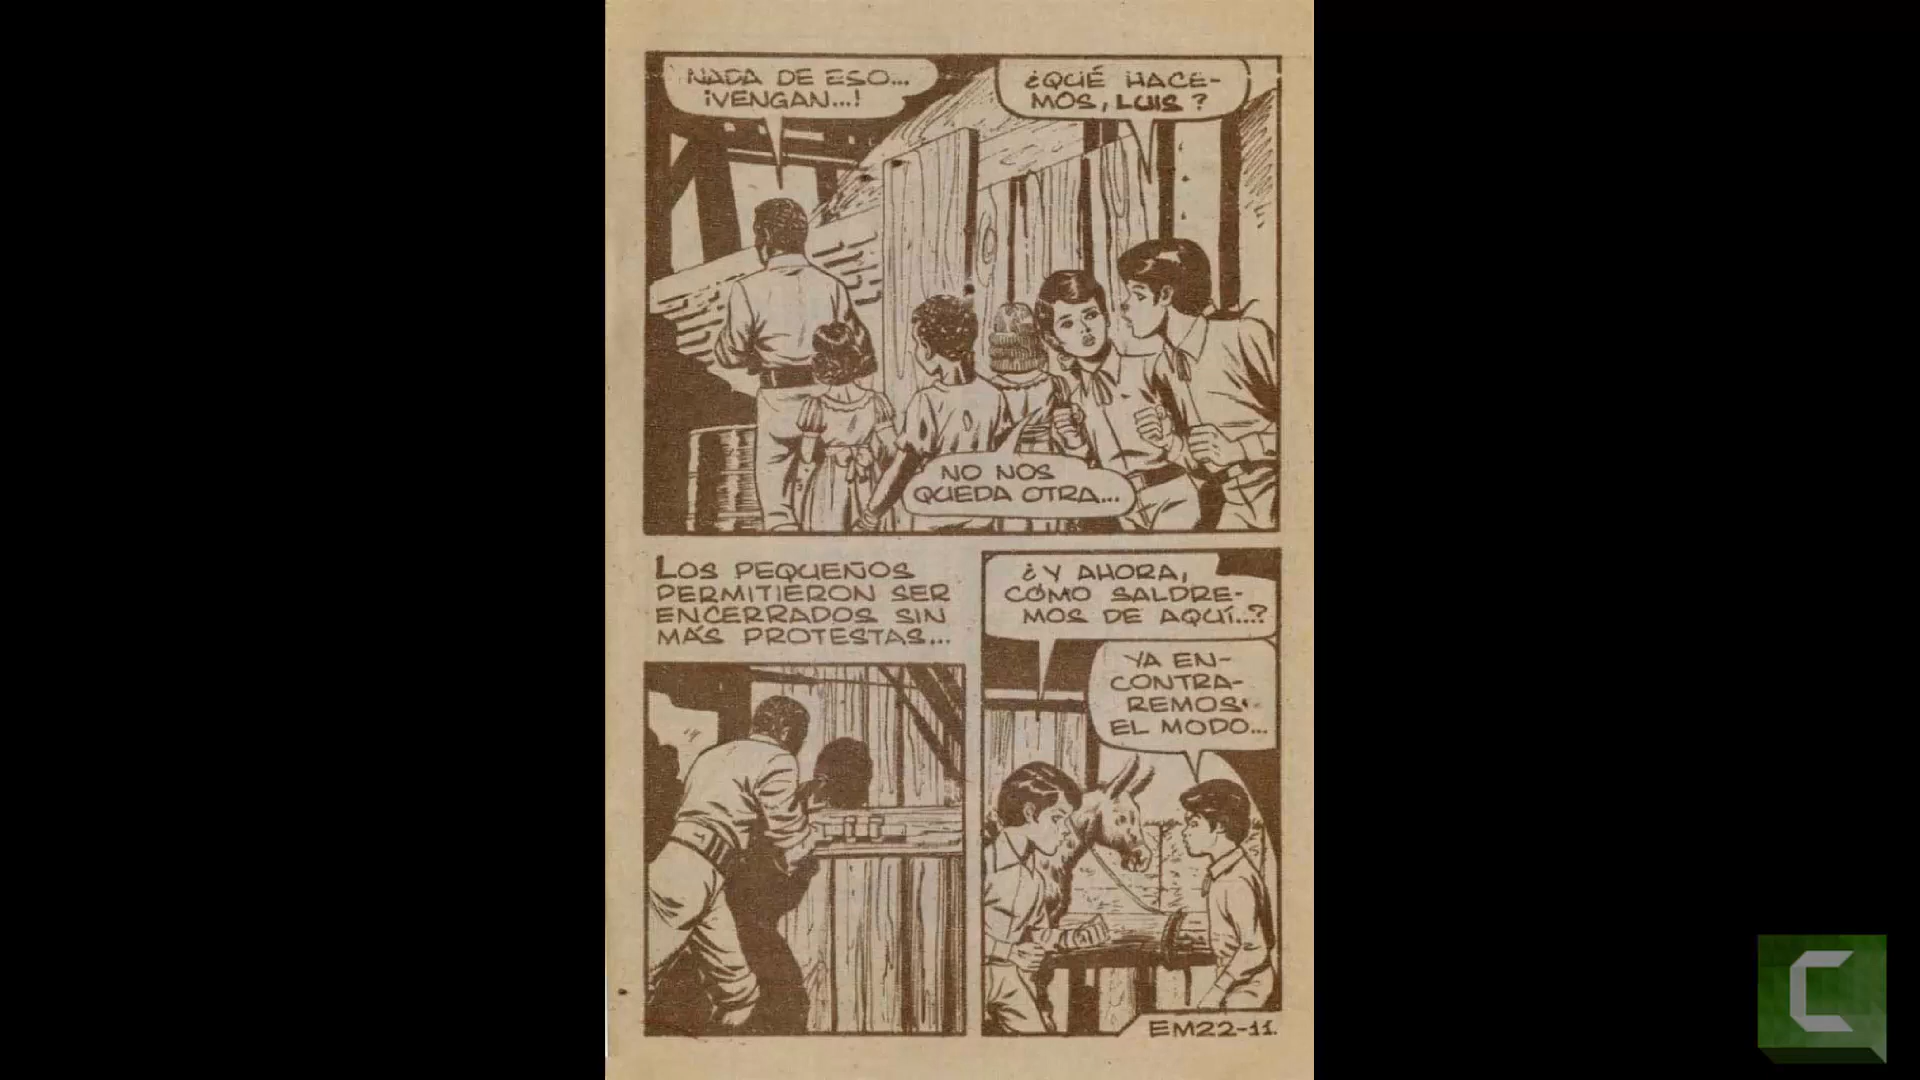 NADA DE ESO...
¡VENGAN...!
¿QUÉ HACE-
MOS, LUIS?
NO NOS
QUEDA OTRA...
LOS PEQUEÑOS
PERMITIERON SER
ENCERRADOS SIN
MÁS PROTESTAS...
¿Y AHORA,
CÓMO SALDRE-
MOS DE AQUÍ...?
YA EN-
CONTRA-
REMOS
EL MODO...
EM22-11
C